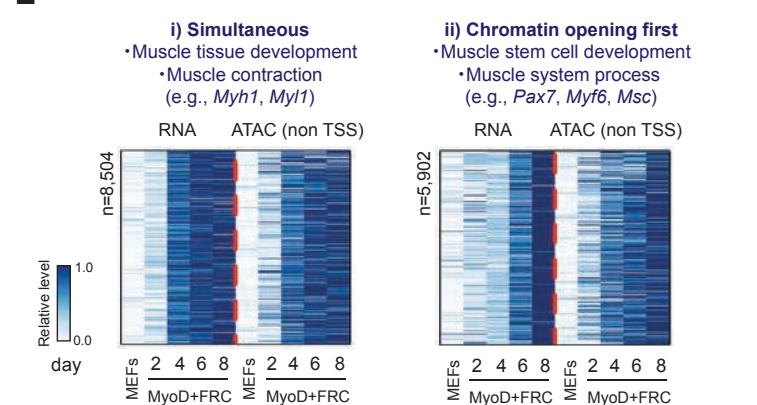 i) Simultaneous
•Muscle tissue development
•Muscle contraction
(e.g., Myh1, Myl1)
RNA ATAC (non TSS)
n=8,504
ii) Chromatin opening first
•Muscle stem cell development
•Muscle system process
(e.g., Pax7, Myf6, Msc)
RNA ATAC (non TSS)
n=5,902
Relative level
1.0
0.0
day
MEFs 2 4 6 8 MEFs 2 4 6 8
MyoD+FRC MyoD+FRC
MEFs 2 4 6 8 MEFs 2 4 6 8
MyoD+FRC MyoD+FRC